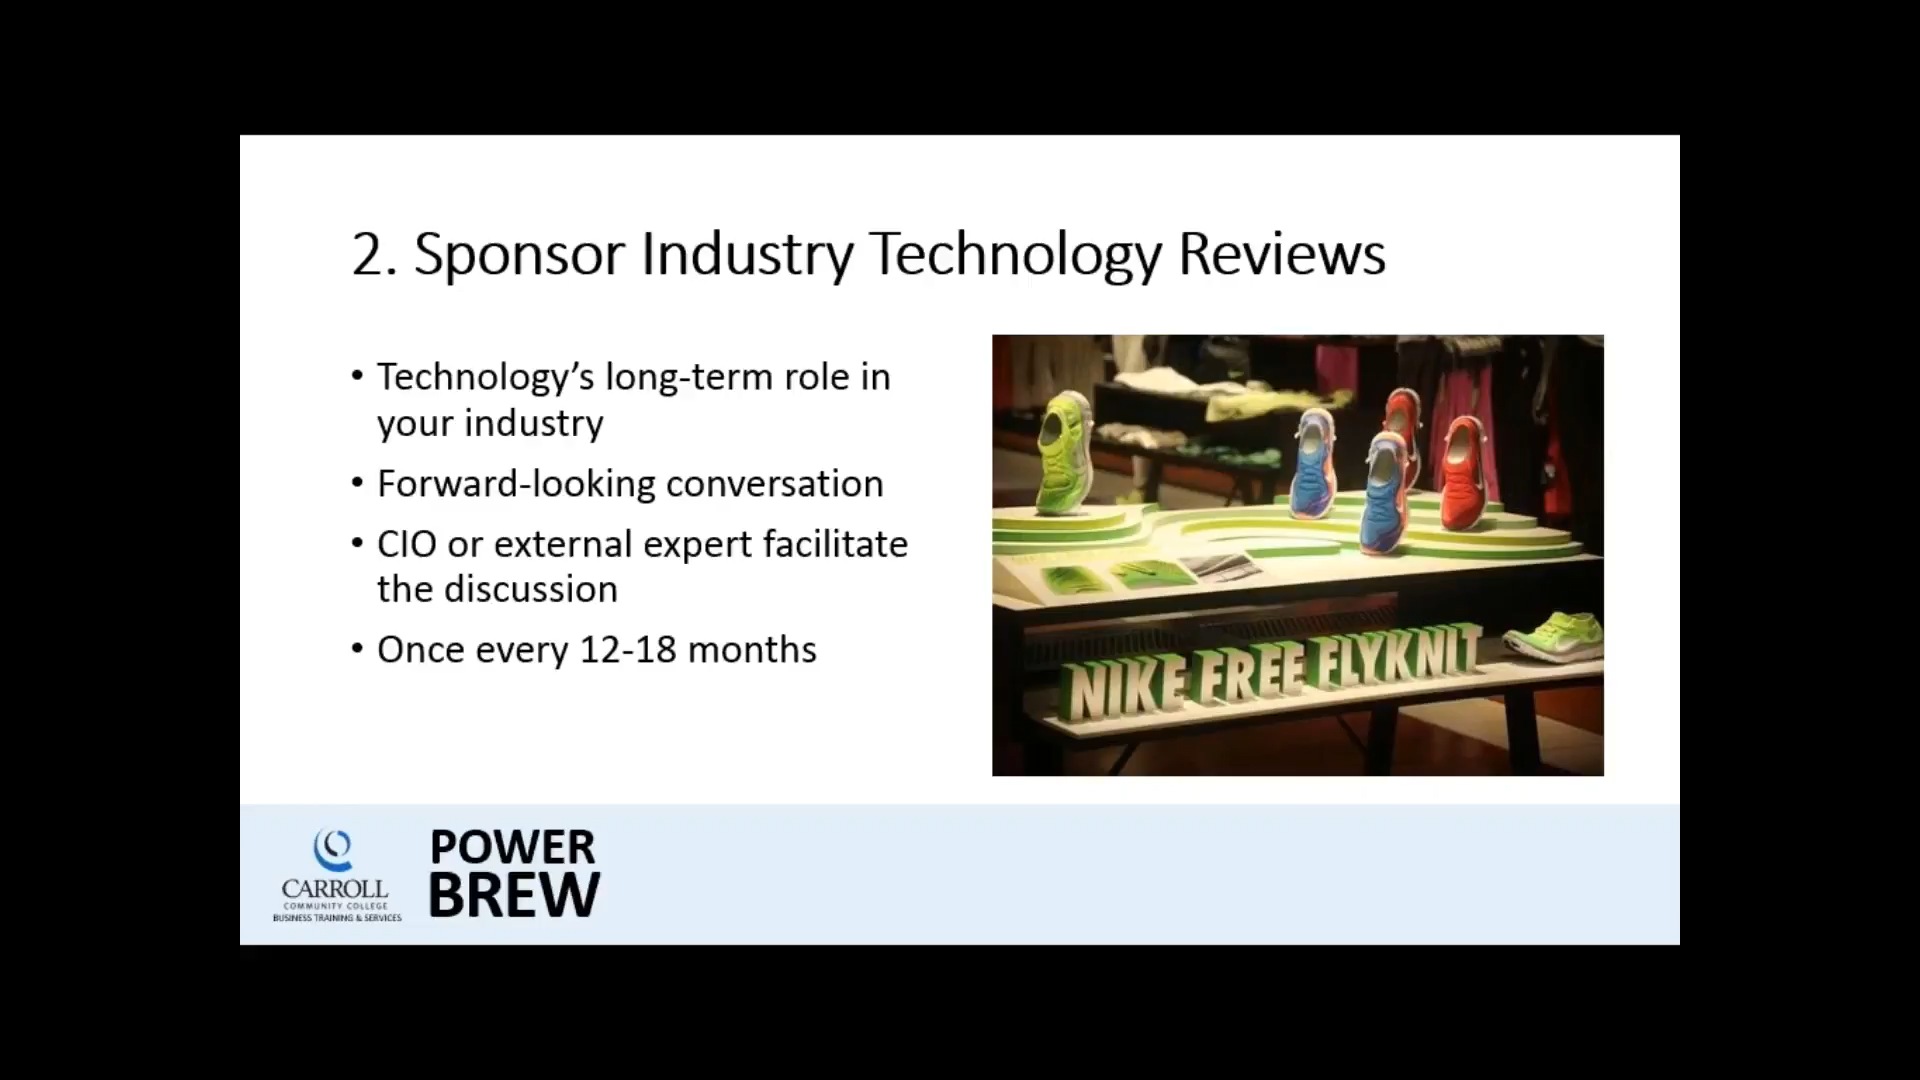 2. Sponsor Industry Technology Reviews
• Technology’s long-term role in
your industry
• Forward-looking conversation
• CIO or external expert facilitate
the discussion
• Once every 12-18 months
NIKE FREE FLYKNIT
CARROLL
COMMUNITY COLLEGE
BUSINESS TRAINING & SERVICES
POWER
BREW